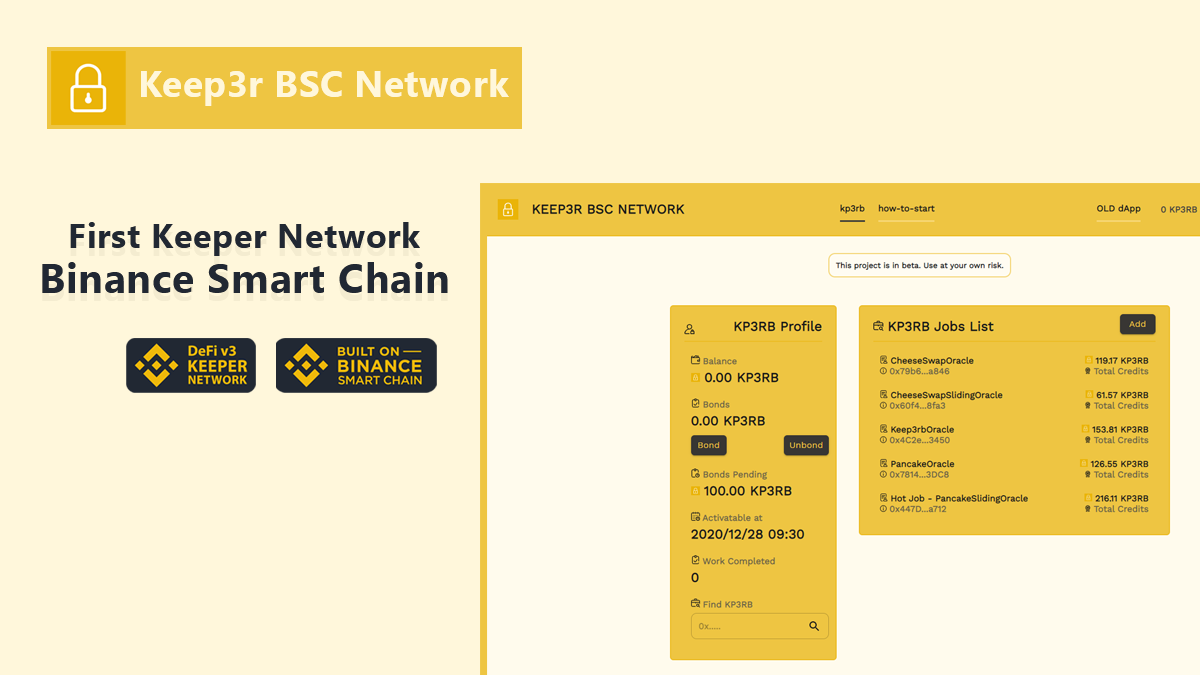 Keep3r BSC Network
First Keeper Network
Binance Smart Chain
DeFi v3
KEEPER
NETWORK
BUILT ON
BINANCE
SMART CHAIN
KEEP3R BSC NETWORK
kp3rb
how-to-start
OLD dApp
0 KP3RB
This project is in beta. Use at your own risk.
KP3RB Profile
Balance
0.00 KP3RB
Bonds
0.00 KP3RB
Bond
Unbond
Bonds Pending
100.00 KP3RB
Activatable at
2020/12/28 09:30
Work Completed
0
Find KP3RB
0x.....
KP3RB Jobs List
Add
CheeseSwapOracle
119.17 KP3RB
0x79b6...a846
Total Credits
CheeseSwapSlidingOracle
61.57 KP3RB
0x60f4...8fa3
Total Credits
Keep3rbOracle
153.81 KP3RB
0x4C2e...3450
Total Credits
PancakeOracle
126.55 KP3RB
0x7814...3DC8
Total Credits
Hot Job - PancakeSlidingOracle
216.11 KP3RB
0x447D...a712
Total Credits